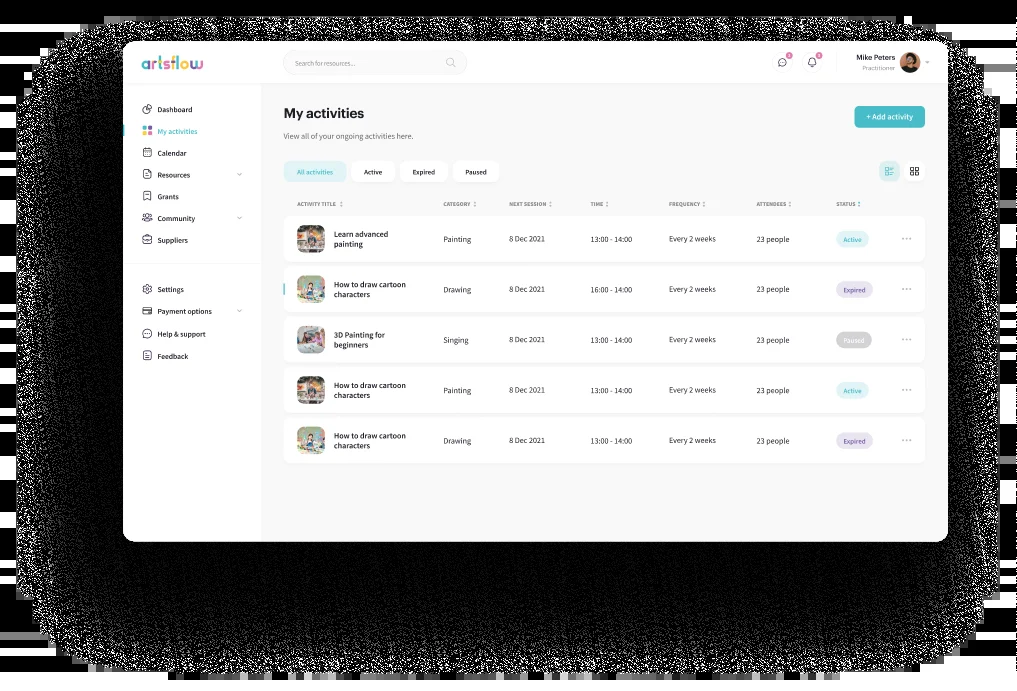 artsflow
Search for resources...
Mike Peters
Practitioner
Dashboard
My activities
Calendar
Resources
Grants
Community
Suppliers
Settings
Payment options
Help & support
Feedback
My activities
+ Add activity
View all of your ongoing activities here.
All activities
Active
Expired
Paused
ACTIVITY TITLE CATEGORY NEXT SESSION TIME FREQUENCY ATTENDEES STATUS
Learn advanced
painting
Painting 8 Dec 2021 13:00 - 14:00 Every 2 weeks 23 people Active
How to draw cartoon
characters
Drawing 8 Dec 2021 16:00 - 14:00 Every 2 weeks 23 people Expired
3D Painting for
beginners
Singing 8 Dec 2021 13:00 - 14:00 Every 2 weeks 23 people Paused
How to draw cartoon
characters
Painting 8 Dec 2021 13:00 - 14:00 Every 2 weeks 23 people Active
How to draw cartoon
characters
Drawing 8 Dec 2021 13:00 - 14:00 Every 2 weeks 23 people Expired